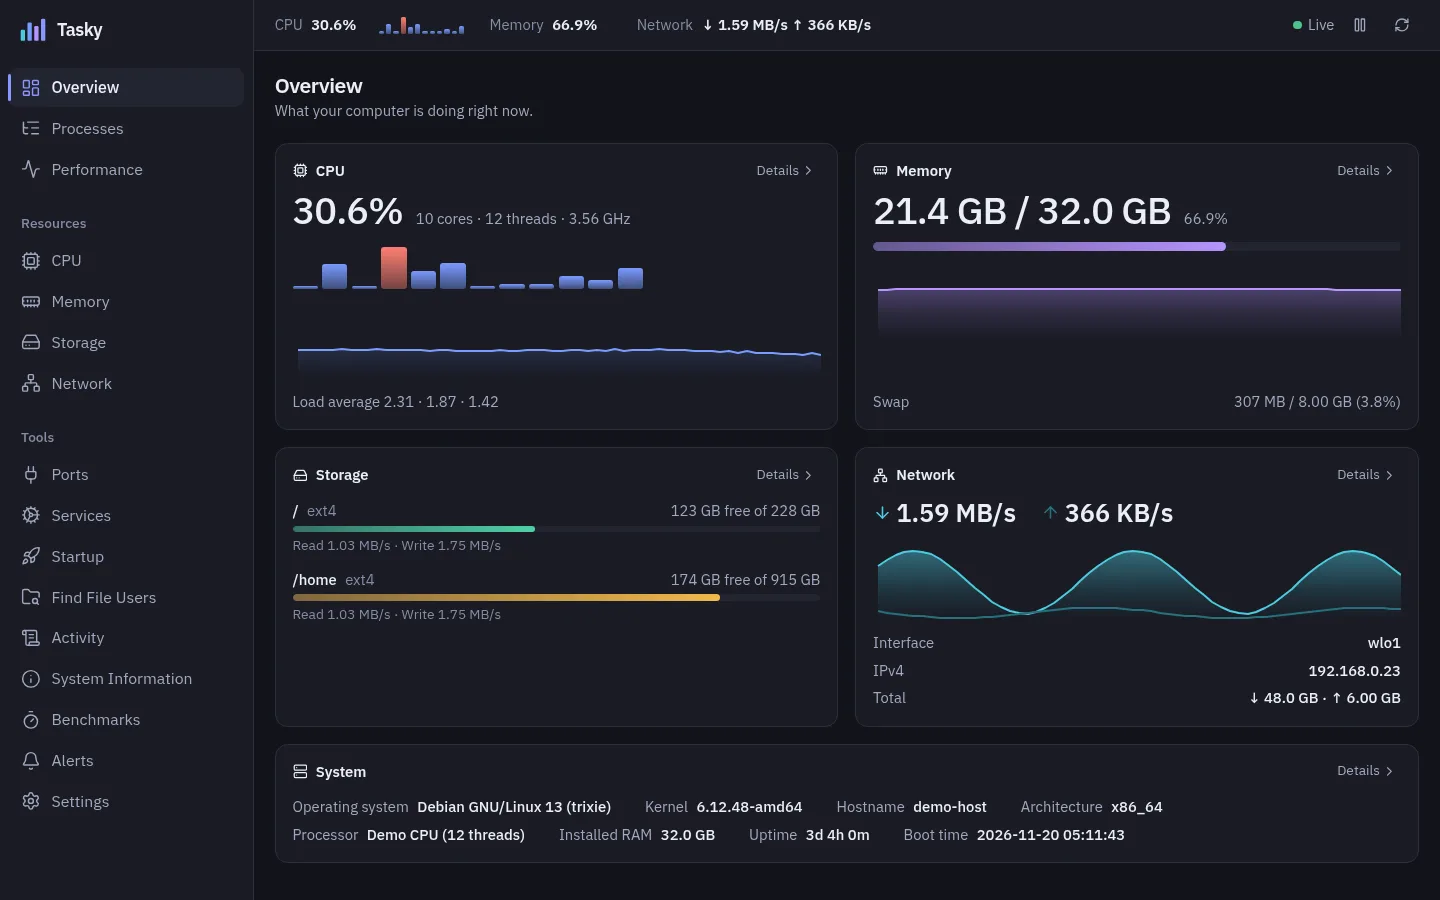 Tasky
Overview
Processes
Performance
Resources
CPU
Memory
Storage
Network
Tools
Ports
Services
Startup
Find File Users
Activity
System Information
Benchmarks
Alerts
Settings
CPU 30.6% Memory 66.9% Network ↓ 1.59 MB/s ↑ 366 KB/s Live
Overview
What your computer is doing right now.
CPU Details
30.6% 10 cores · 12 threads · 3.56 GHz
Load average 2.31 · 1.87 · 1.42
Memory Details
21.4 GB / 32.0 GB 66.9%
Swap 307 MB / 8.00 GB (3.8%)
Storage Details
/ ext4 123 GB free of 228 GB
Read 1.03 MB/s · Write 1.75 MB/s
/home ext4 174 GB free of 915 GB
Read 1.03 MB/s · Write 1.75 MB/s
Network Details
↓ 1.59 MB/s ↑ 366 KB/s
Interface wlo1
IPv4 192.168.0.23
Total ↓ 48.0 GB · ↑ 6.00 GB
System Details
Operating system Debian GNU/Linux 13 (trixie) Kernel 6.12.48-amd64 Hostname demo-host Architecture x86_64
Processor Demo CPU (12 threads) Installed RAM 32.0 GB Uptime 3d 4h 0m Boot time 2026-11-20 05:11:43